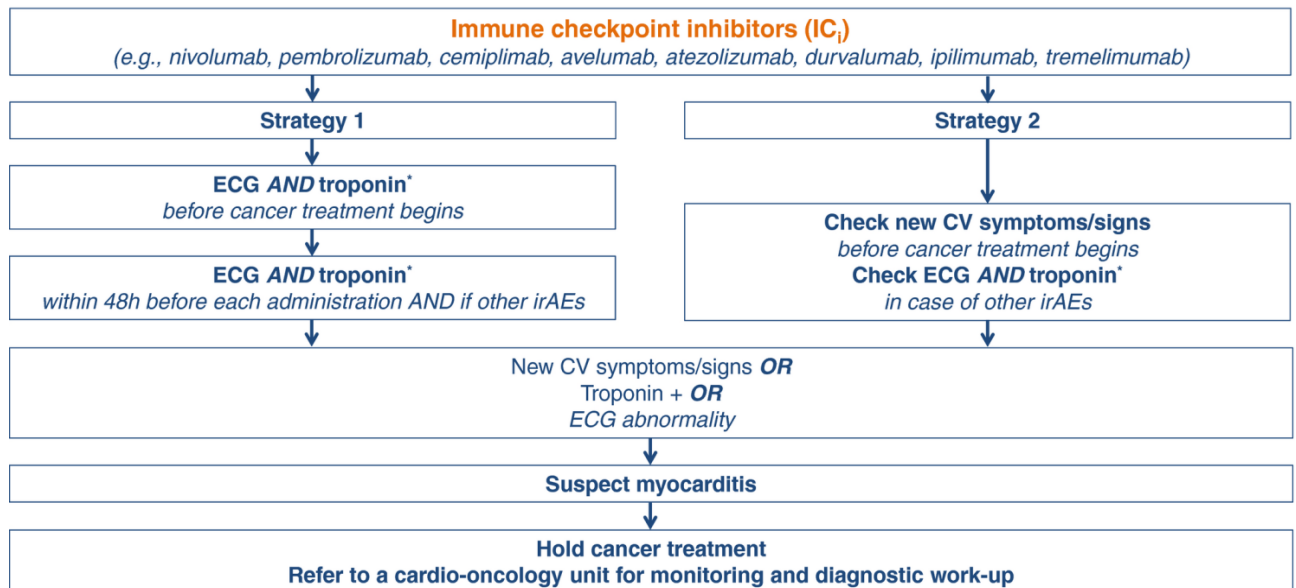 Immune checkpoint inhibitors (ICi)
(e.g., nivolumab, pembrolizumab, cemiplimab, avelumab, atezolizumab, durvalumab, ipilimumab, tremelimumab)
Strategy 1
ECG AND troponin*
before cancer treatment begins
ECG AND troponin*
within 48h before each administration AND if other irAEs
Strategy 2
Check new CV symptoms/signs
before cancer treatment begins
Check ECG AND troponin*
in case of other irAEs
New CV symptoms/signs OR
Troponin + OR
ECG abnormality
Suspect myocarditis
Hold cancer treatment
Refer to a cardio-oncology unit for monitoring and diagnostic work-up